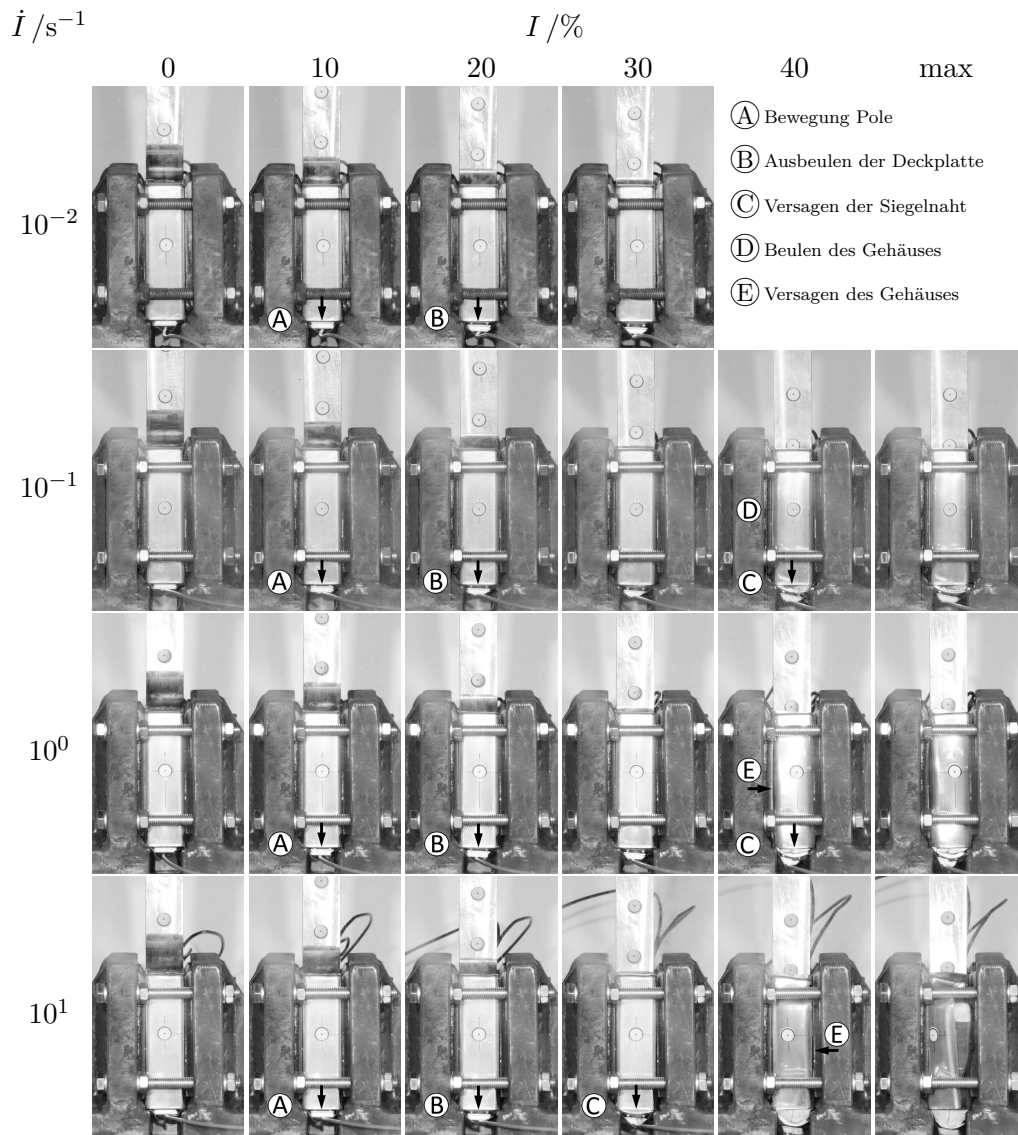 İ /s⁻¹ I /%
0 10 20 30 40 max
Ⓐ Bewegung Pole
Ⓑ Ausbeulen der Deckplatte
Ⓒ Versagen der Siegelnaht
Ⓓ Beulen des Gehäuses
Ⓔ Versagen des Gehäuses
10⁻²
A B
10⁻¹
D
A B C
10⁰
E
A B C
10¹
E
A B C